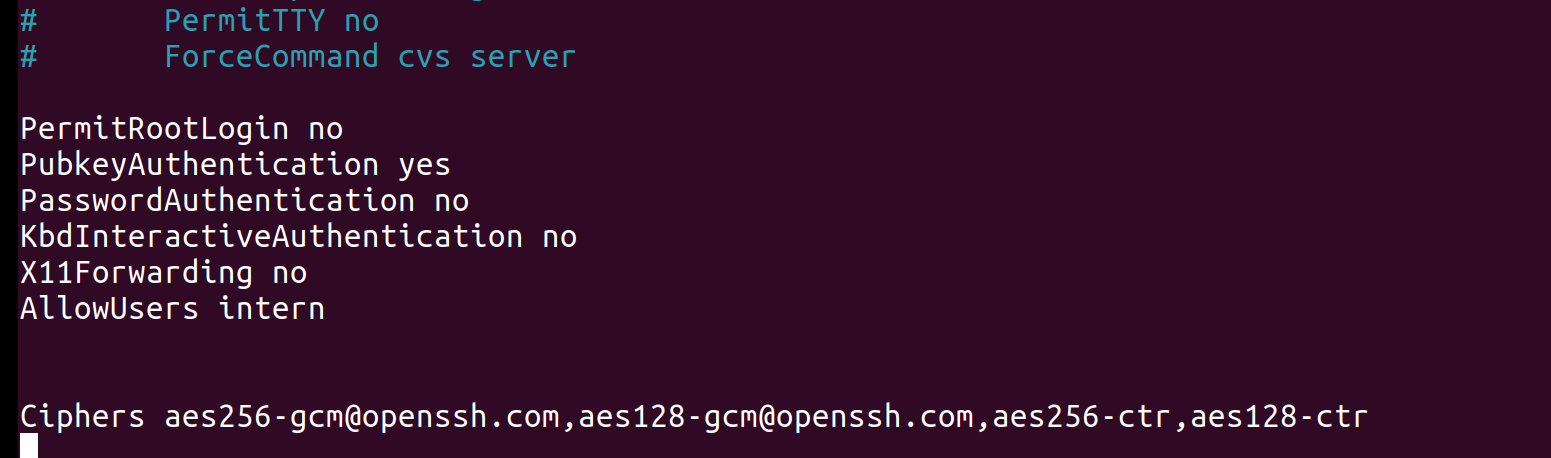 #       PermitTTY no
#       ForceCommand cvs server
PermitRootLogin no
PubkeyAuthentication yes
PasswordAuthentication no
KbdInteractiveAuthentication no
X11Forwarding no
AllowUsers intern
Ciphers aes256-gcm@openssh.com,aes128-gcm@openssh.com,aes256-ctr,aes128-ctr